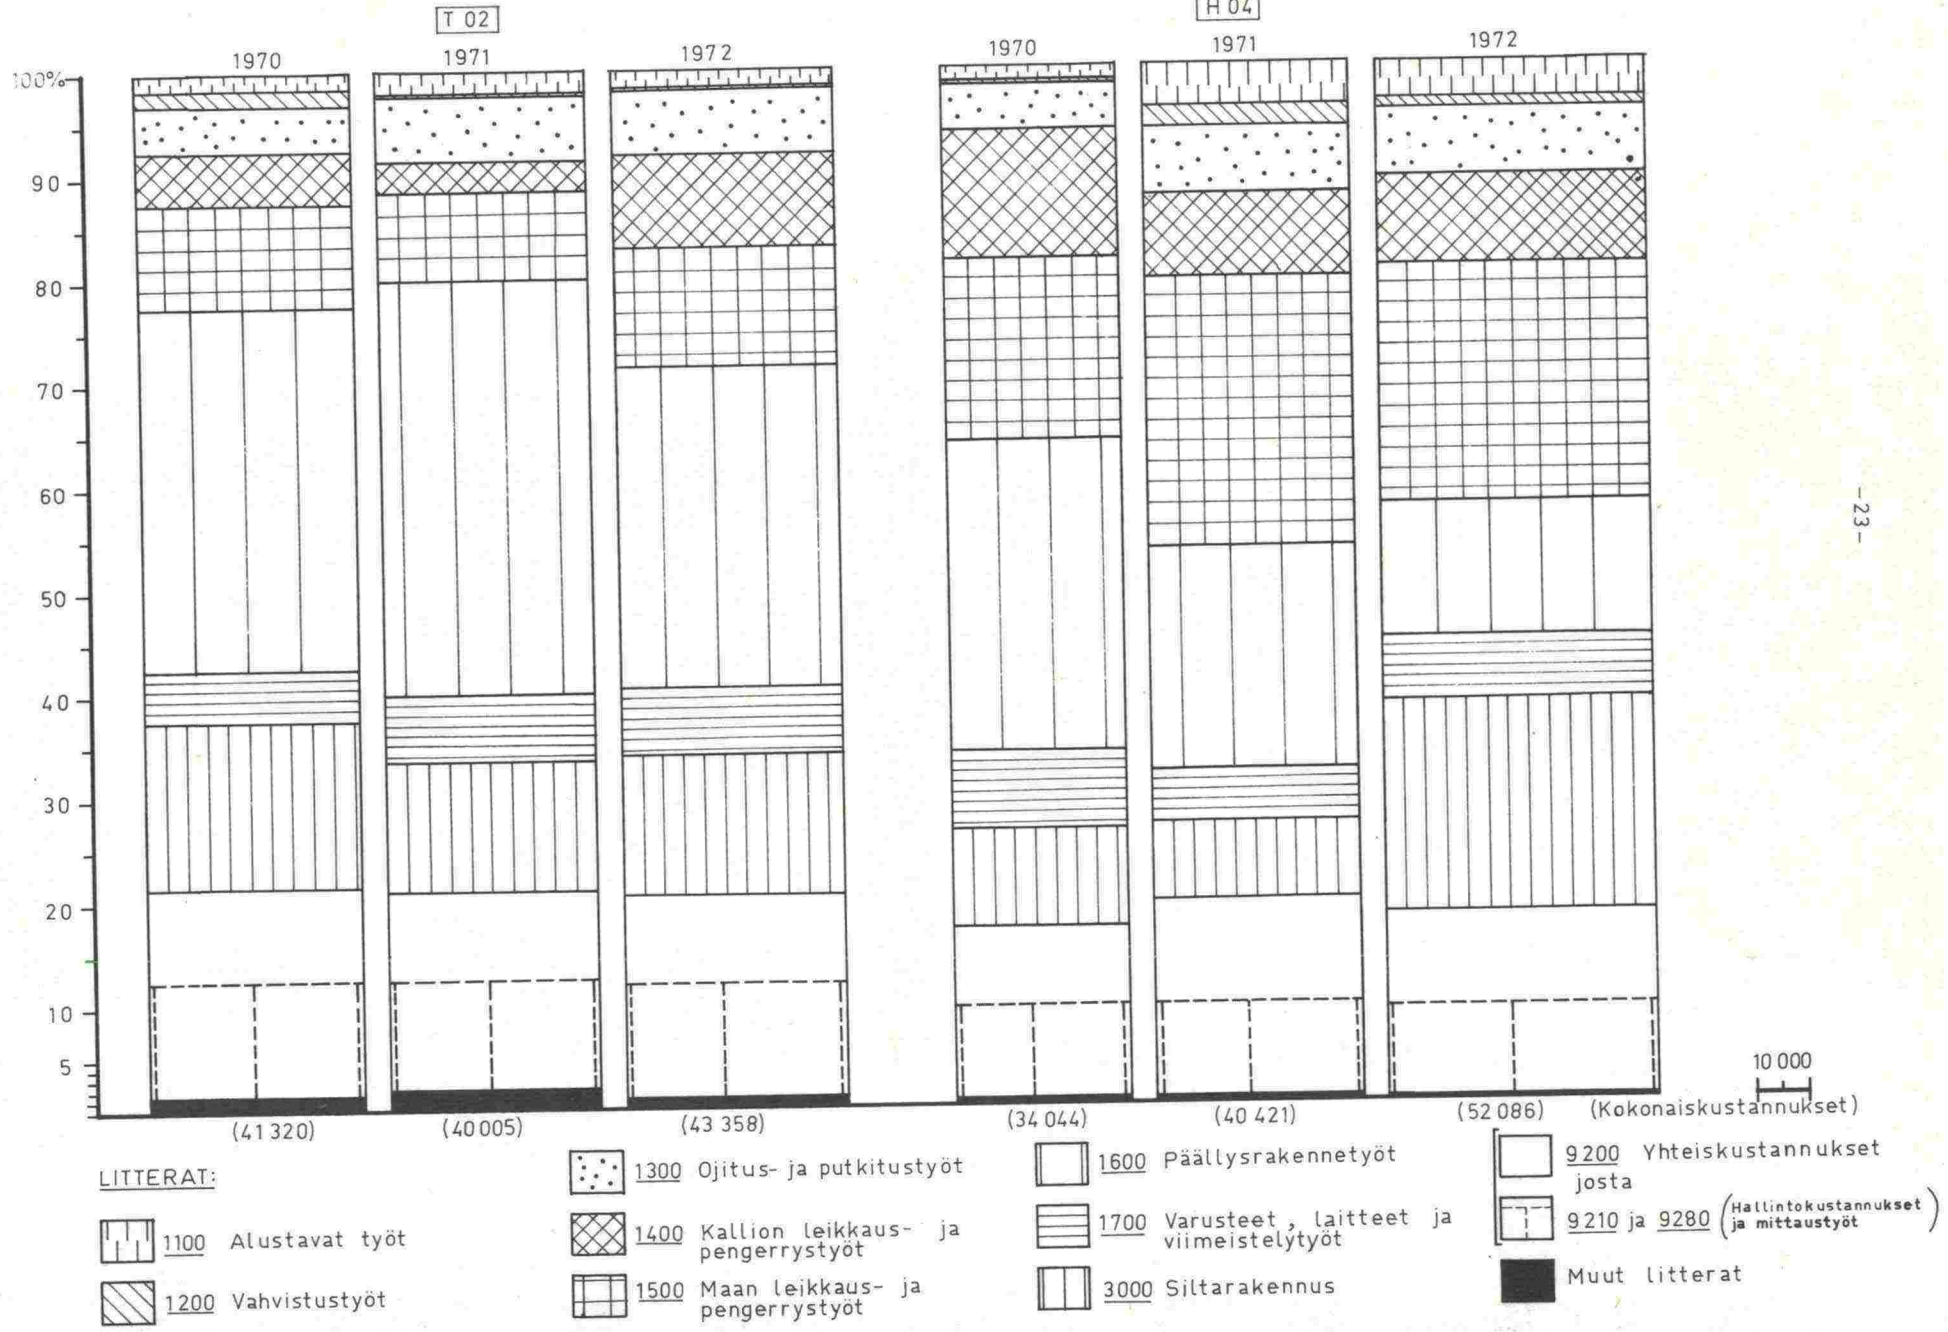 T 02
H 04
1970
1971
1972
1970
1971
1972
100%
90
80
70
60
50
40
30
20
10
5
(41 320)
(40 005)
(43 358)
(34 044)
(40 421)
(52 086)
(Kokonaiskustannukset)
10 000
-23-
LITTERAT:
1100 Alustavat työt
1200 Vahvistustyöt
1300 Ojitus- ja putkitustyöt
1400 Kallion leikkaus- ja
pengerrystyöt
1500 Maan leikkaus- ja
pengerrystyöt
1600 Päällysrakennetyöt
1700 Varusteet, laitteet ja
viimeistelytyöt
3000 Siltarakennus
9200 Yhteiskustannukset
josta
9210 ja 9280 (Hallintokustannukset
ja mittaustyöt)
Muut litterat